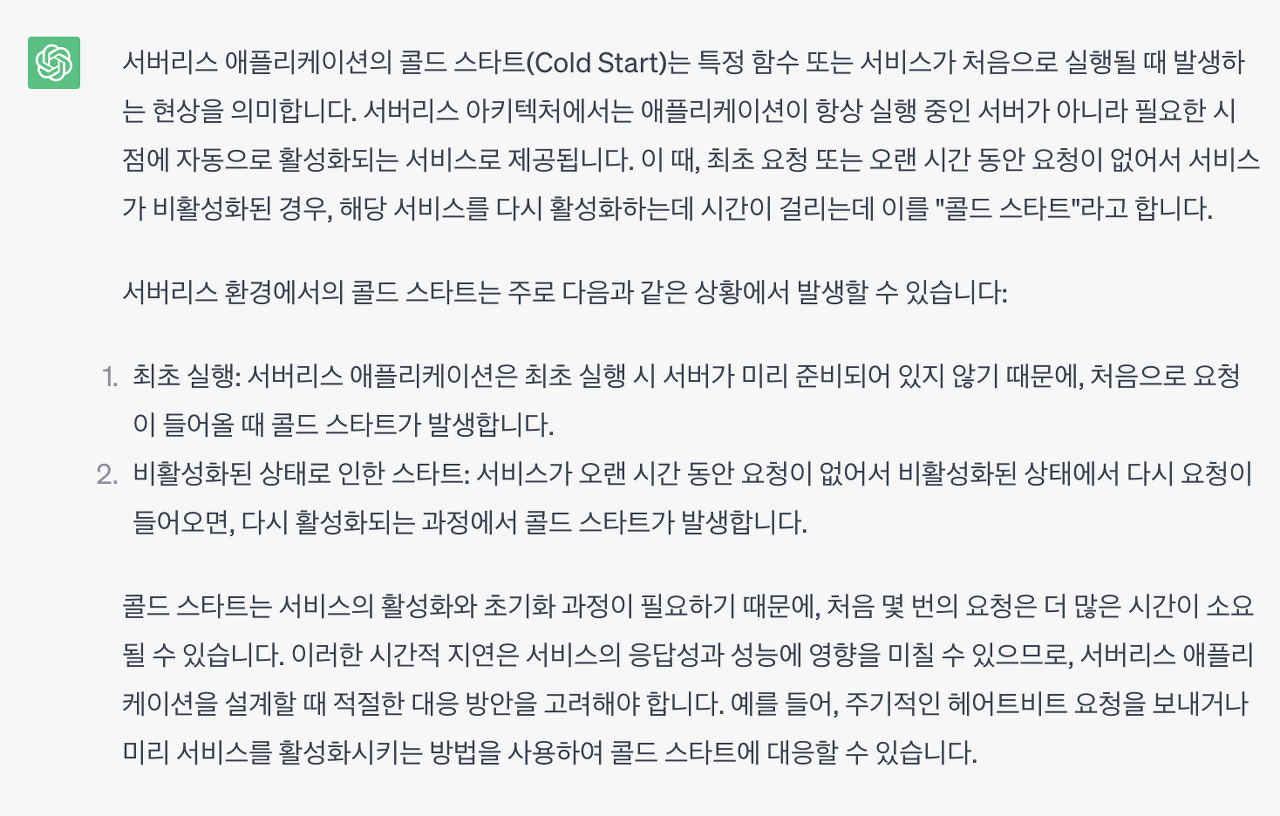 서버리스 애플리케이션의 콜드 스타트(Cold Start)는 특정 함수 또는 서비스가 처음으로 실행될 때 발생하
는 현상을 의미합니다. 서버리스 아키텍처에서는 애플리케이션이 항상 실행 중인 서버가 아니라 필요한 시
점에 자동으로 활성화되는 서비스로 제공됩니다. 이 때, 최초 요청 또는 오랜 시간 동안 요청이 없어서 서비스
가 비활성화된 경우, 해당 서비스를 다시 활성화하는데 시간이 걸리는데 이를 "콜드 스타트"라고 합니다.
서버리스 환경에서의 콜드 스타트는 주로 다음과 같은 상황에서 발생할 수 있습니다:
1. 최초 실행: 서버리스 애플리케이션은 최초 실행 시 서버가 미리 준비되어 있지 않기 때문에, 처음으로 요청
이 들어올 때 콜드 스타트가 발생합니다.
2. 비활성화된 상태로 인한 스타트: 서비스가 오랜 시간 동안 요청이 없어서 비활성화된 상태에서 다시 요청이
들어오면, 다시 활성화되는 과정에서 콜드 스타트가 발생합니다.
콜드 스타트는 서비스의 활성화와 초기화 과정이 필요하기 때문에, 처음 몇 번의 요청은 더 많은 시간이 소요
될 수 있습니다. 이러한 시간적 지연은 서비스의 응답성과 성능에 영향을 미칠 수 있으므로, 서버리스 애플리
케이션을 설계할 때 적절한 대응 방안을 고려해야 합니다. 예를 들어, 주기적인 헤어트비트 요청을 보내거나
미리 서비스를 활성화시키는 방법을 사용하여 콜드 스타트에 대응할 수 있습니다.